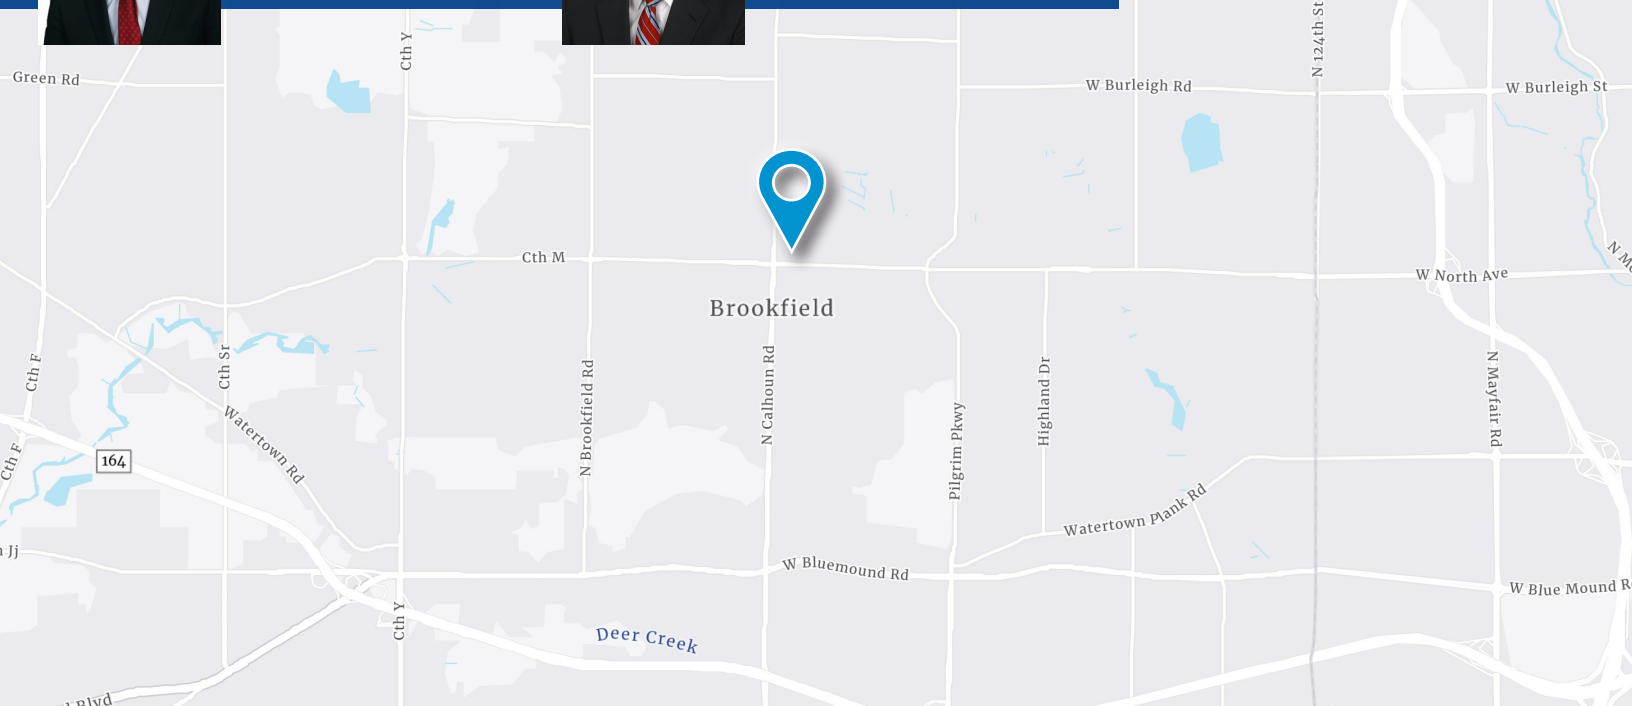 N 124th St
Cth Y
Green Rd
W Burleigh Rd
W Burleigh St
Cth M
W North Ave
Brookfield
Cth F
Cth Sr
N Brookfield Rd
N Calhoun Rd
Pilgrim Pkwy
Highland Dr
N Mayfair Rd
Watertown Rd
Cth F
164
Watertown Plank Rd
Jj
W Bluemound Rd
W Blue Mound
Cth Y
Deer Creek
Blvd